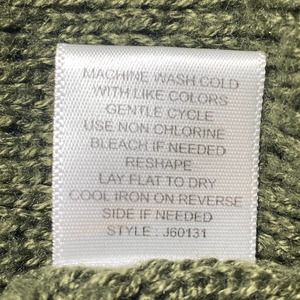 MACHINE WASH COLD
WITH LIKE COLORS
GENTLE CYCLE
USE NON CHLORINE
BLEACH IF NEEDED
RESHAPE
LAY FLAT TO DRY
COOL IRON ON REVERSE
SIDE IF NEEDED
STYLE : J60131